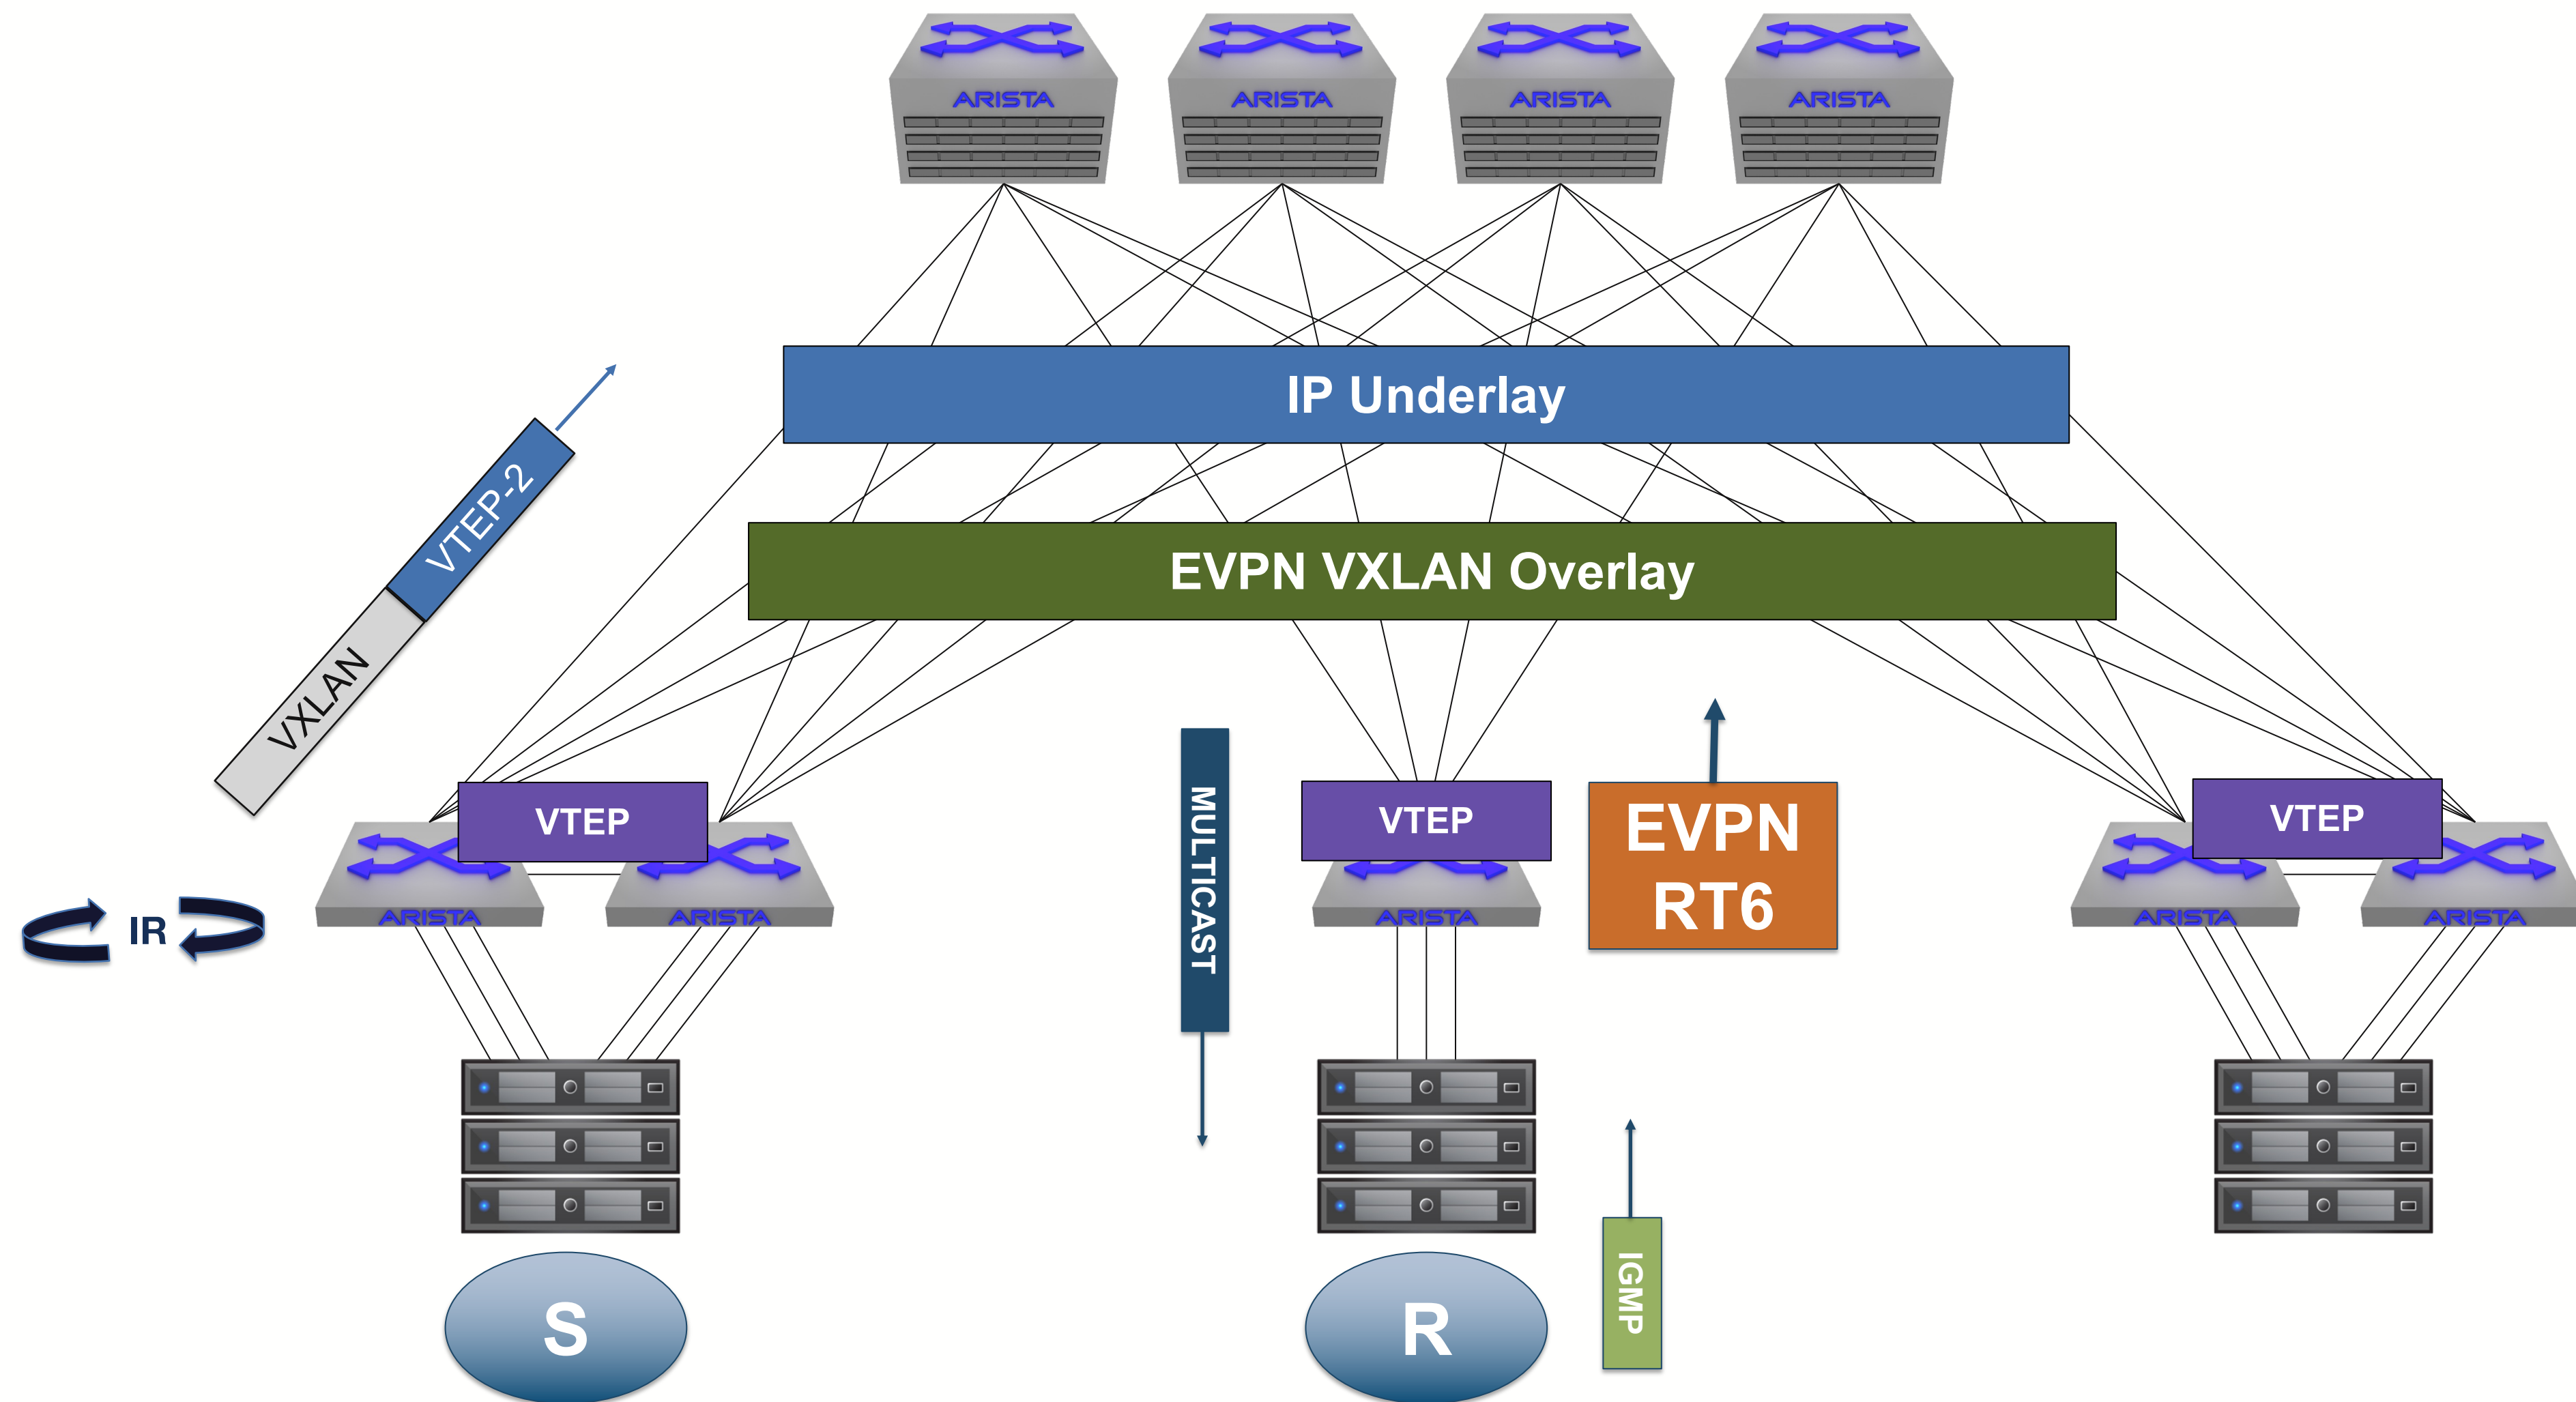 ARISTA
ARISTA
ARISTA
ARISTA
IP Underlay
EVPN VXLAN Overlay
VTEP-2
VXLAN
VTEP
VTEP
VTEP
MULTICAST
EVPN
RT6
IR
ARISTA
ARISTA
ARISTA
ARISTA
ARISTA
IGMP
S
R